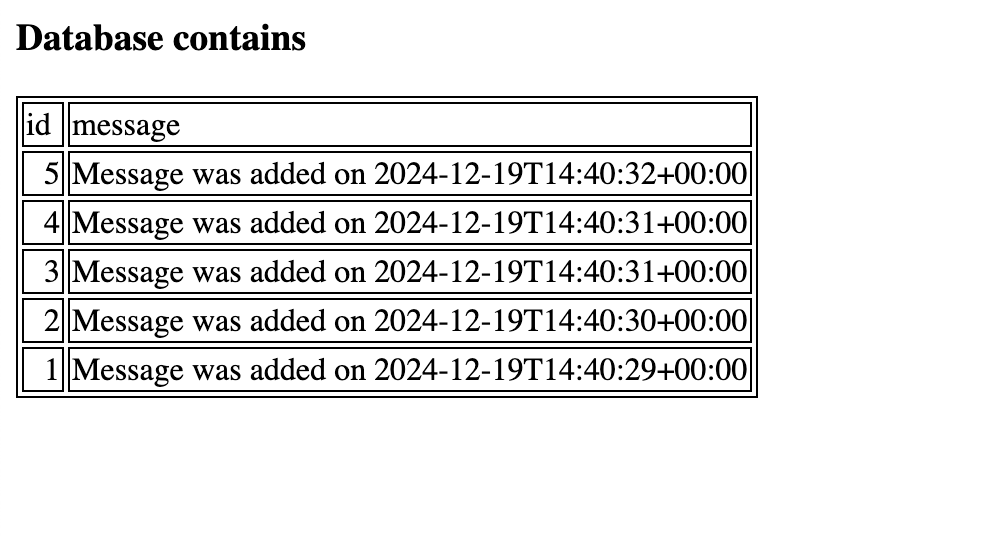 Database contains
id message
5 Message was added on 2024-12-19T14:40:32+00:00
4 Message was added on 2024-12-19T14:40:31+00:00
3 Message was added on 2024-12-19T14:40:31+00:00
2 Message was added on 2024-12-19T14:40:30+00:00
1 Message was added on 2024-12-19T14:40:29+00:00